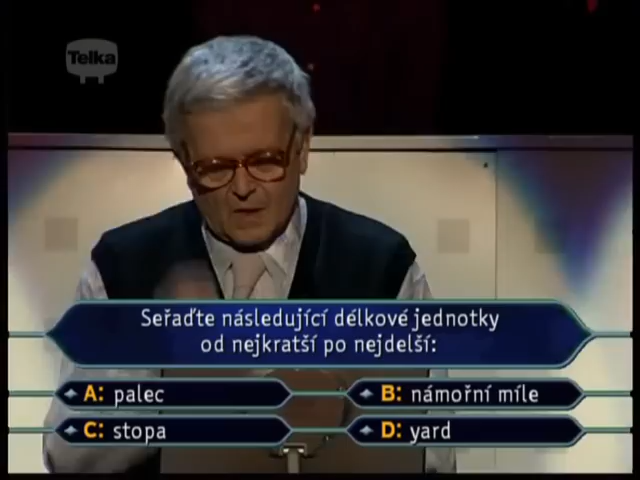 Telka
Seřaďte následující délkové jednotky
od nejkratší po nejdelší:
A: palec
B: námořní míle
C: stopa
D: yard